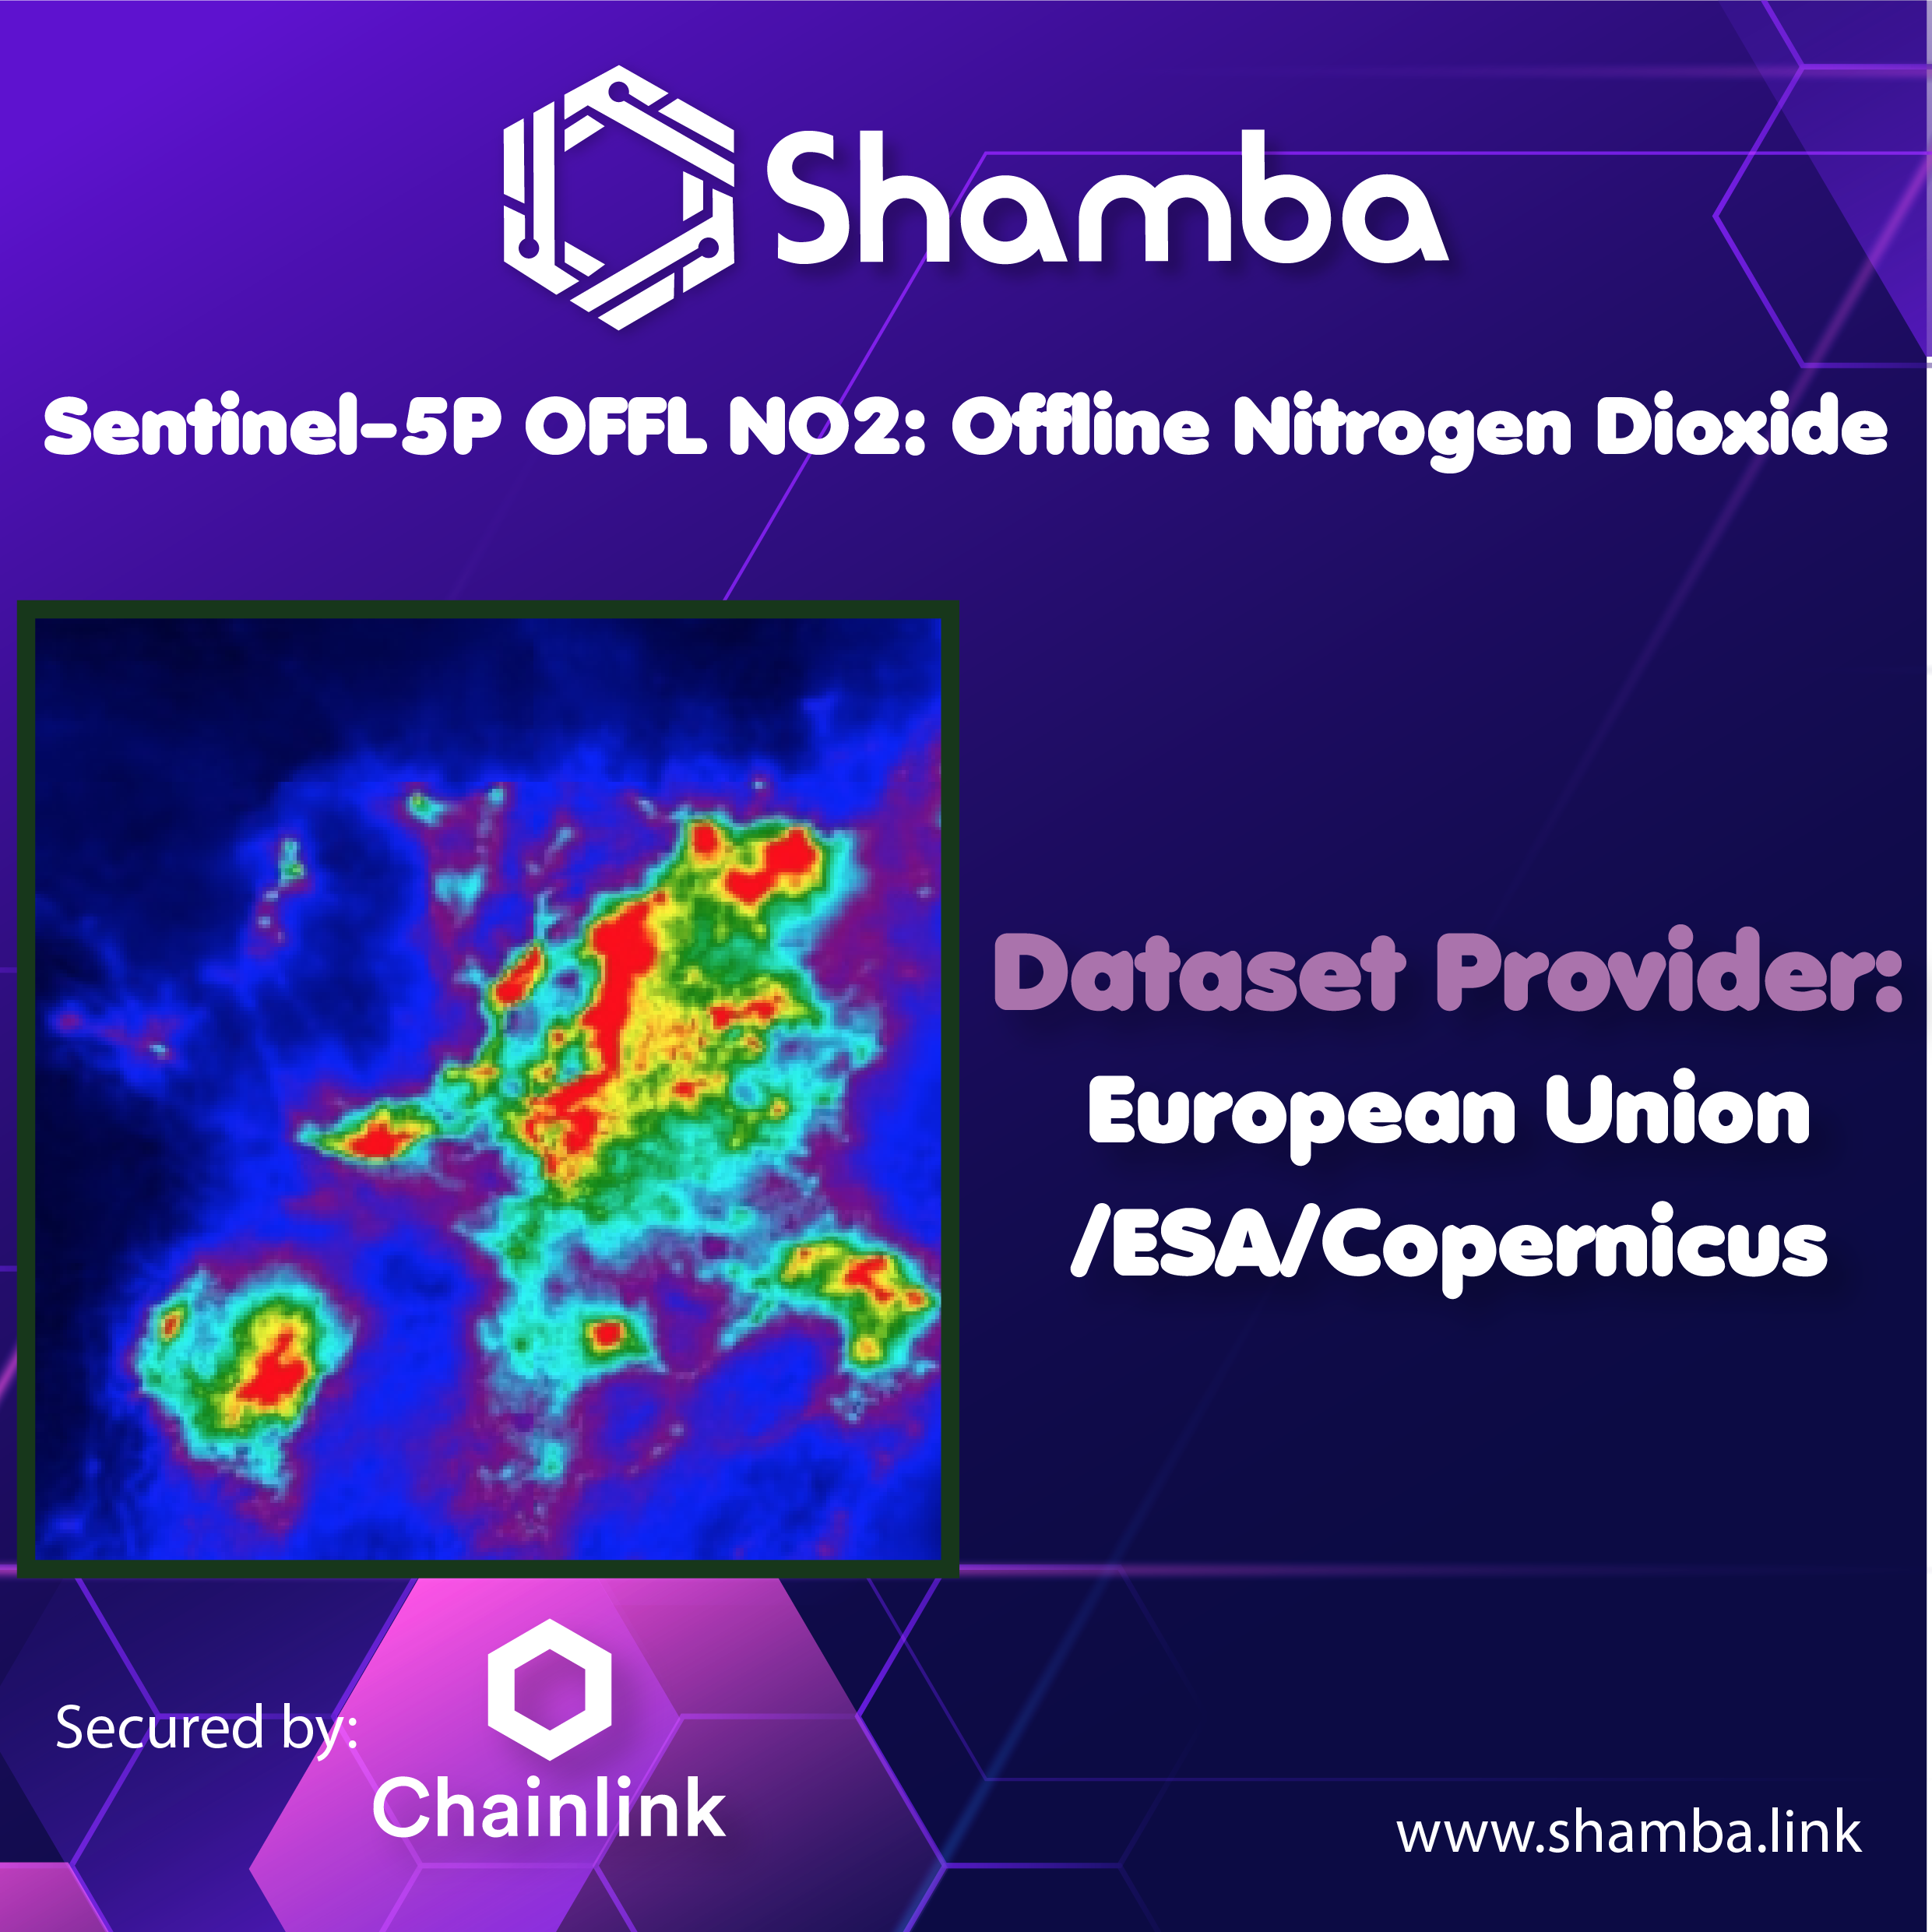 Shamba
Sentinel-5P OFFL NO2: Offline Nitrogen Dioxide
Dataset Provider:
European Union
/ESA/Copernicus
Secured by:
Chainlink
www.shamba.link